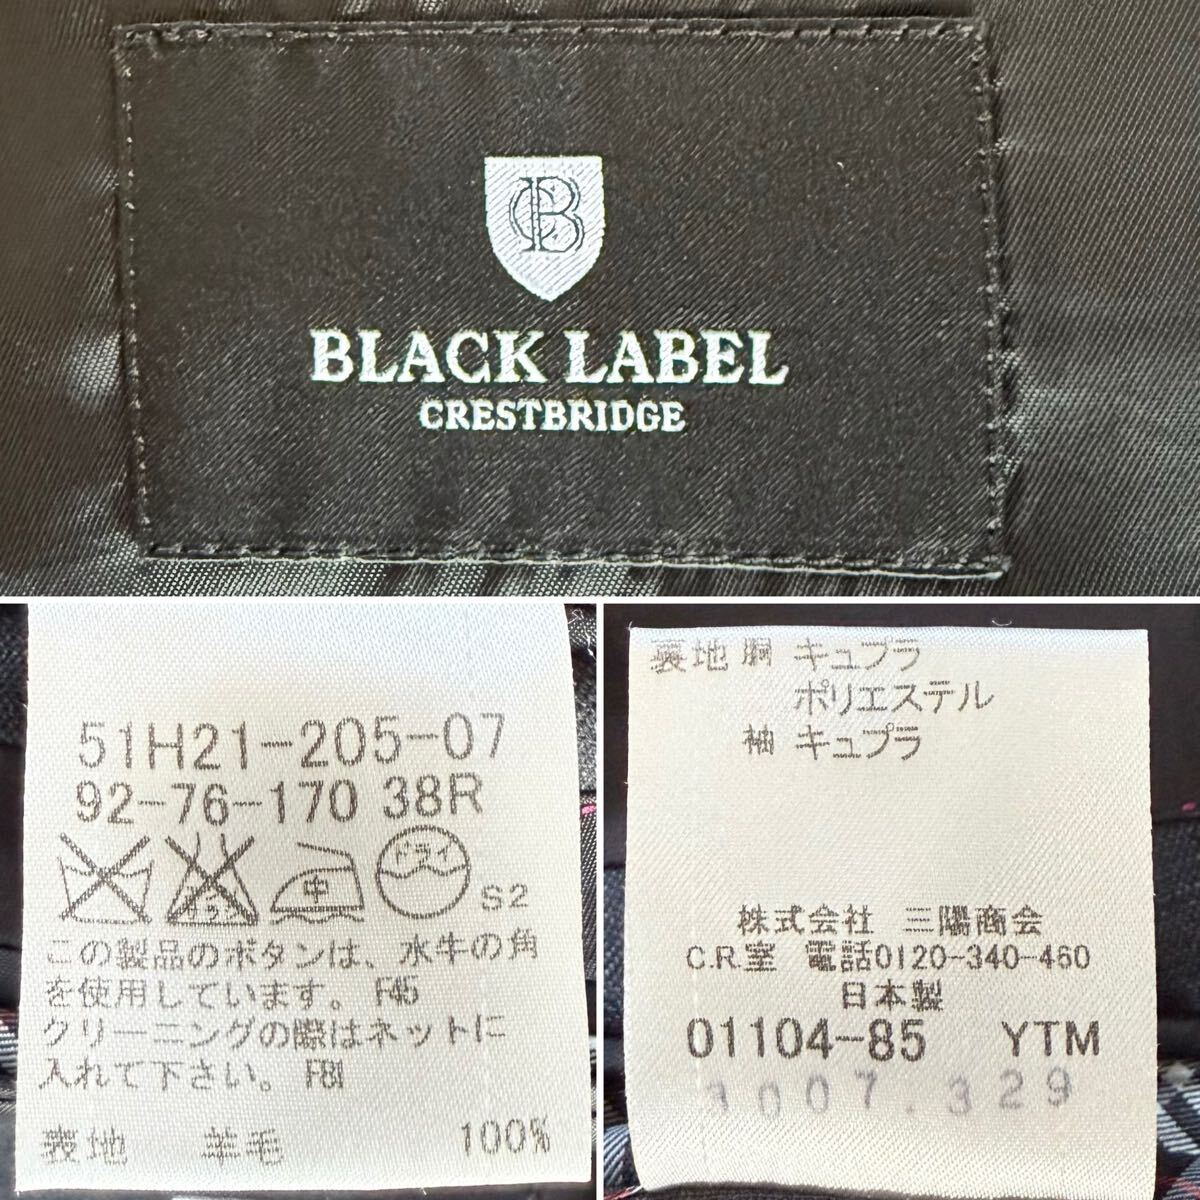 CB
BLACK LABEL
CRESTBRIDGE
51H21-205-07
92-76-170 38R
中
ドライ
S2
この製品のボタンは、水牛の角
を使用しています。 F45
クリーニングの際はネットに
入れて下さい。 F81
表地 羊毛 100%
裏地 胴 キュプラ
ポリエステル
袖 キュプラ
株式会社 三陽商会
C.R.室 電話0120-340-460
日本製
01104-85 YTM
007.329